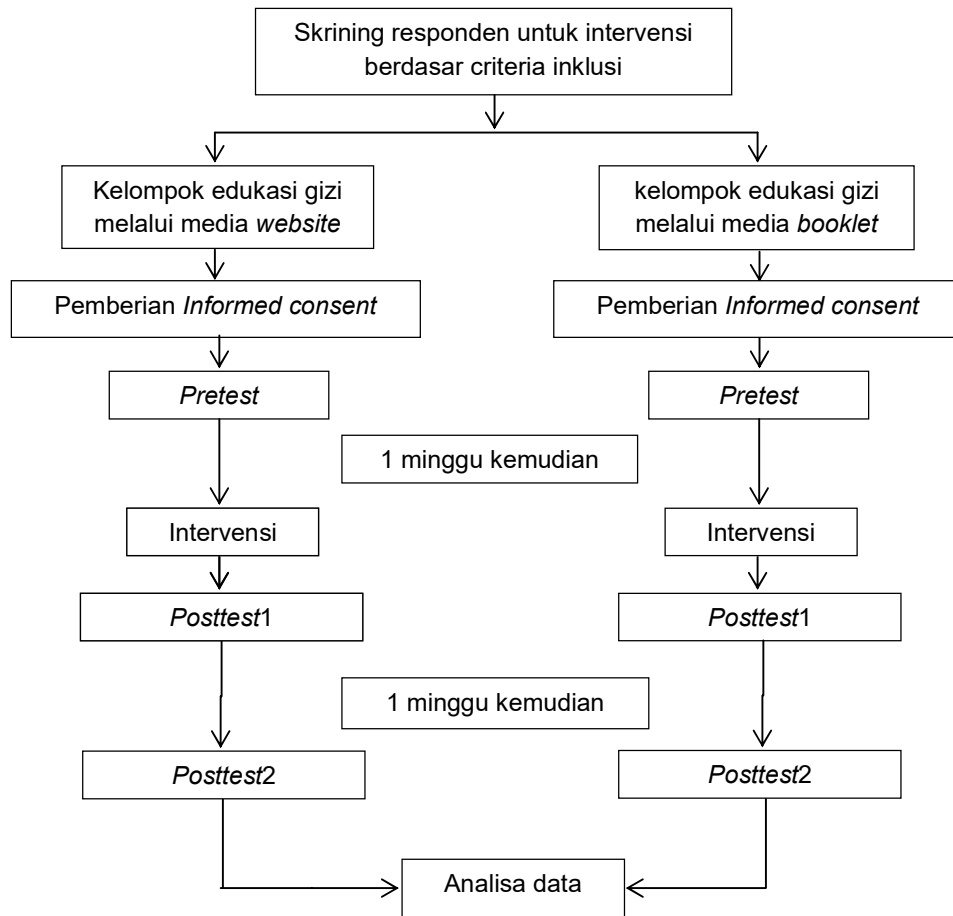 Skrining responden untuk intervensi
berdasar criteria inklusi
Kelompok edukasi gizi
melalui media website
kelompok edukasi gizi
melalui media booklet
Pemberian Informed consent
Pemberian Informed consent
Pretest
Pretest
1 minggu kemudian
Intervensi
Intervensi
Posttest1
Posttest1
1 minggu kemudian
Posttest2
Posttest2
Analisa data